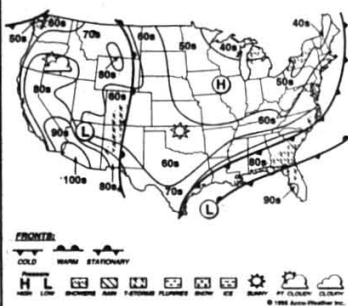 50s 60s 70s 60s 50s 40s 40s
80s 80s 60s H 50s
90s L 60s
100s 80s 60s 70s 80s
L 90s
FRONTS:
COLD WARM STATIONARY
Pressure
H L
HIGH LOW SHOWERS RAIN T-STORMS FLURRIES SNOW ICE SUNNY PT CLOUDY CLOUDY
Accu-Weather Inc.